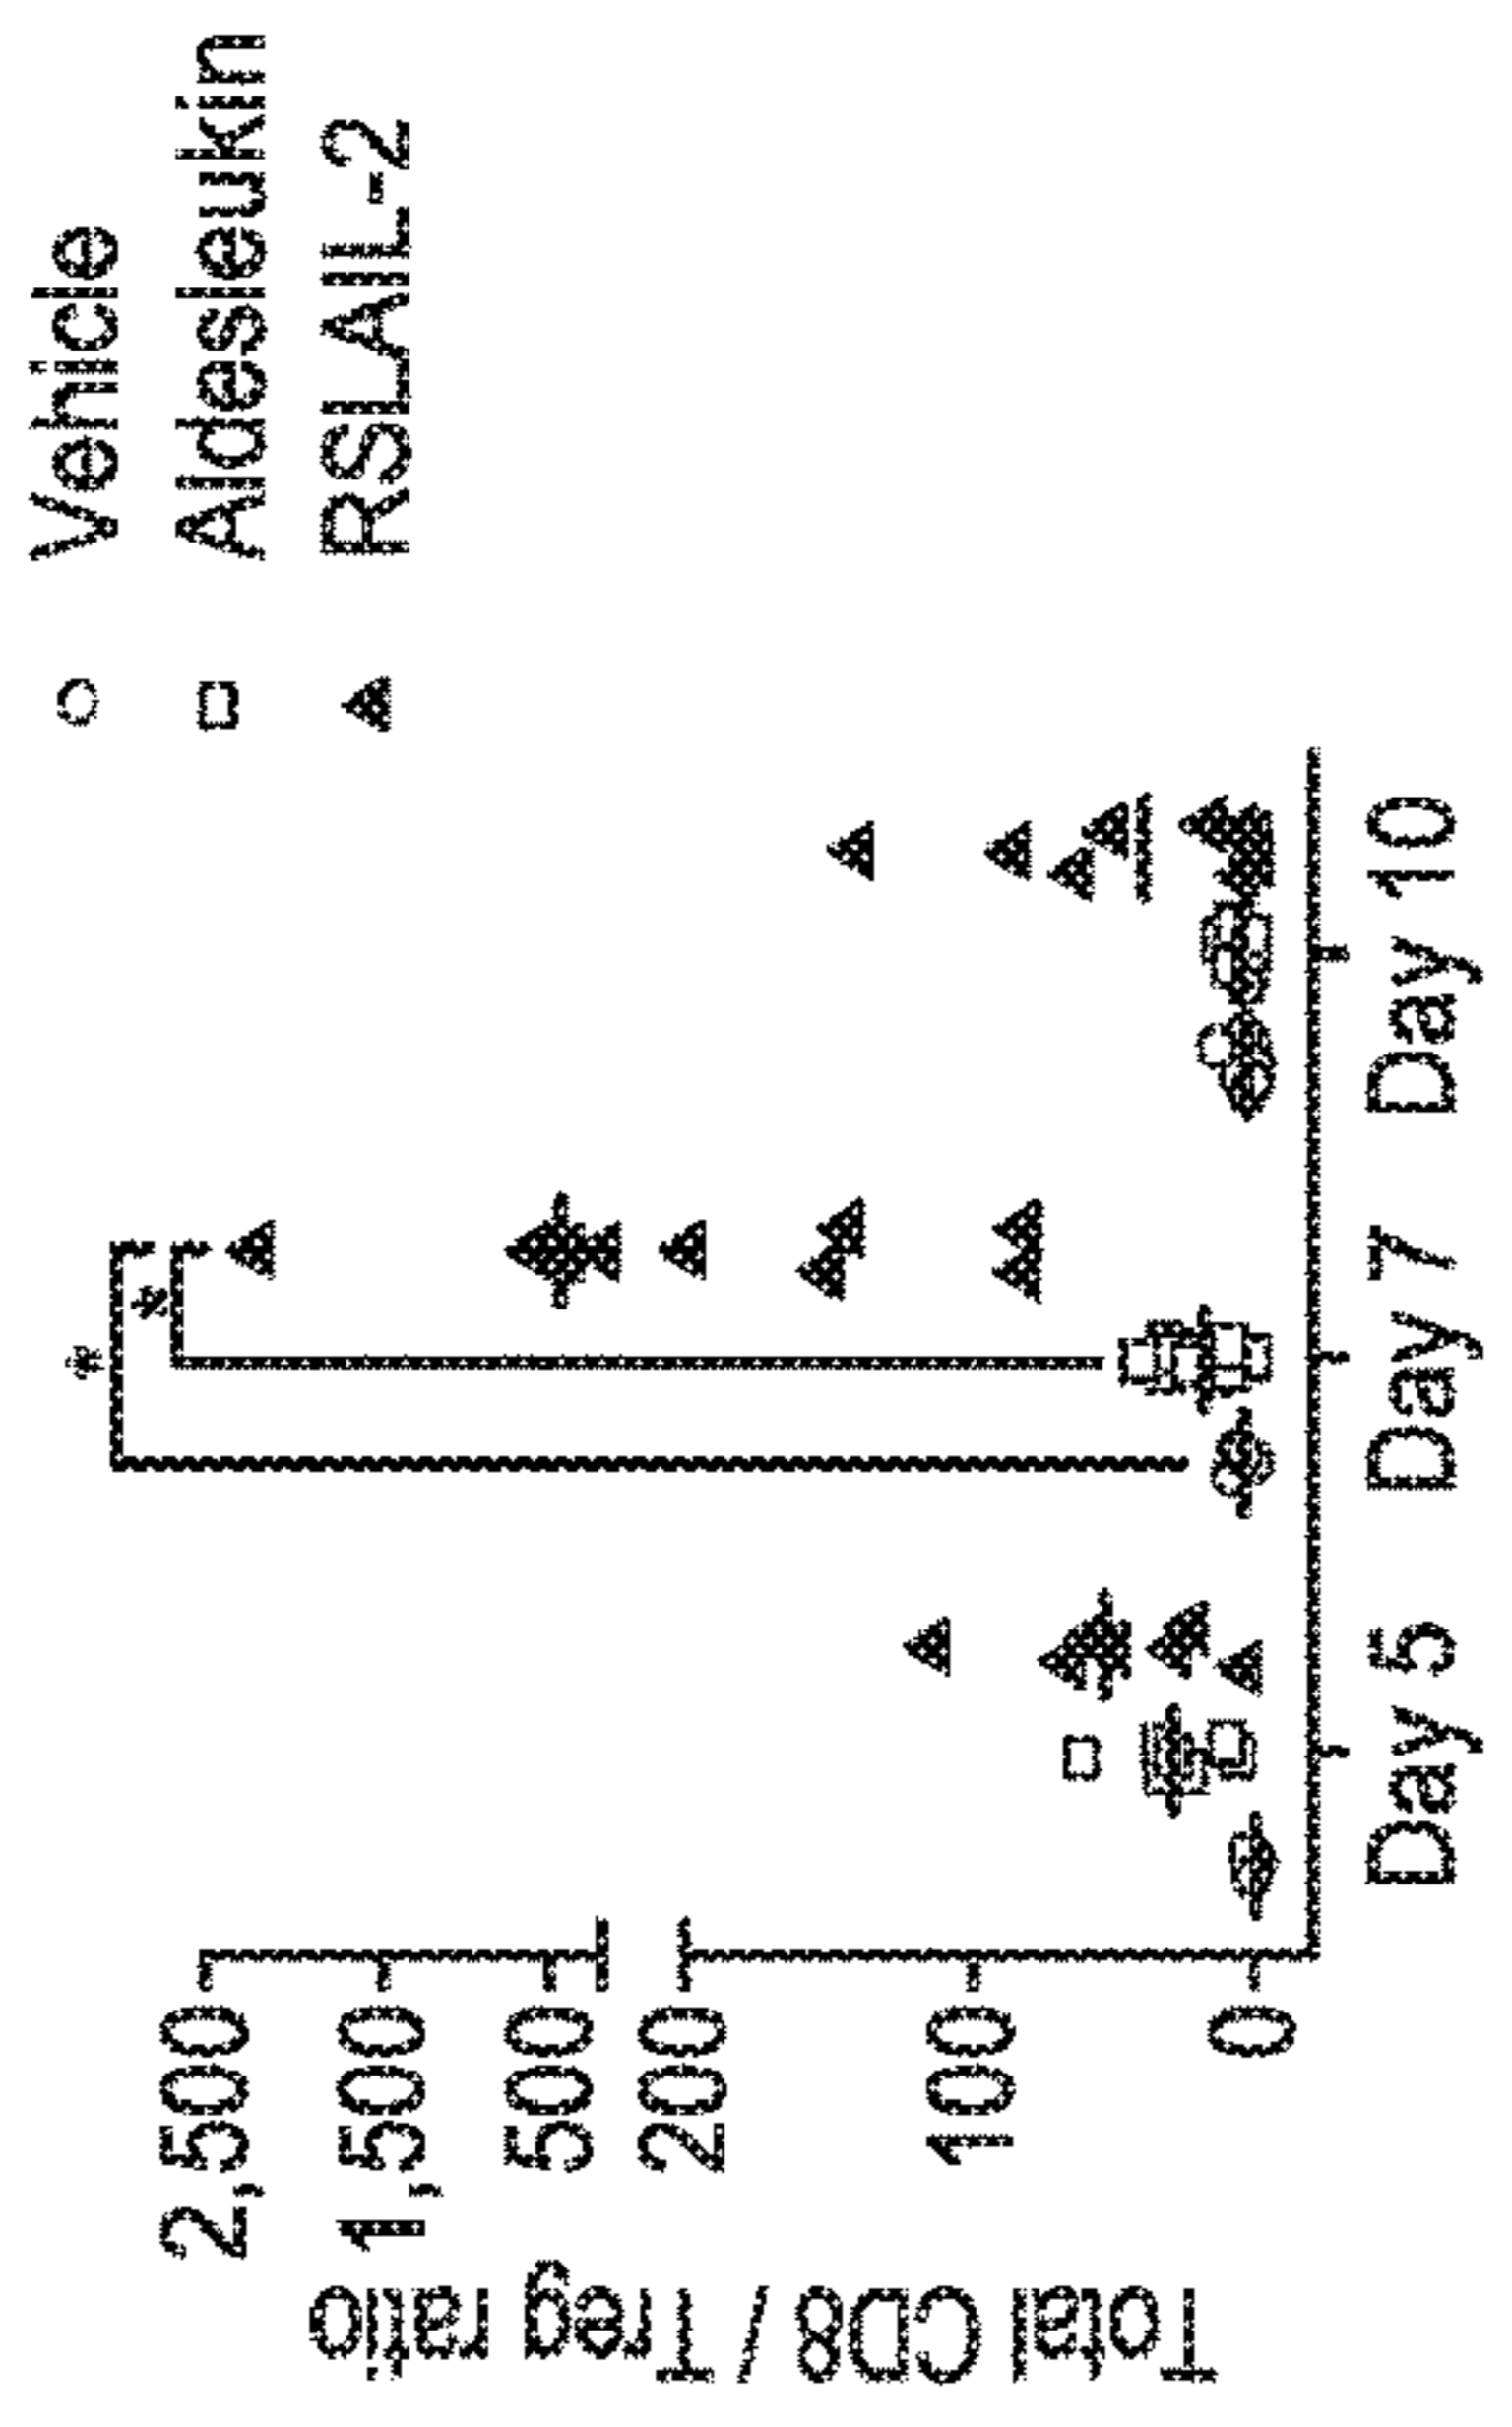 Vehicle
Aldesleukin
RSLAIL-2
*
*
2,500
1,500
500
200
100
0
Total CD8 / Treg ratio
Day 5
Day 7
Day 10